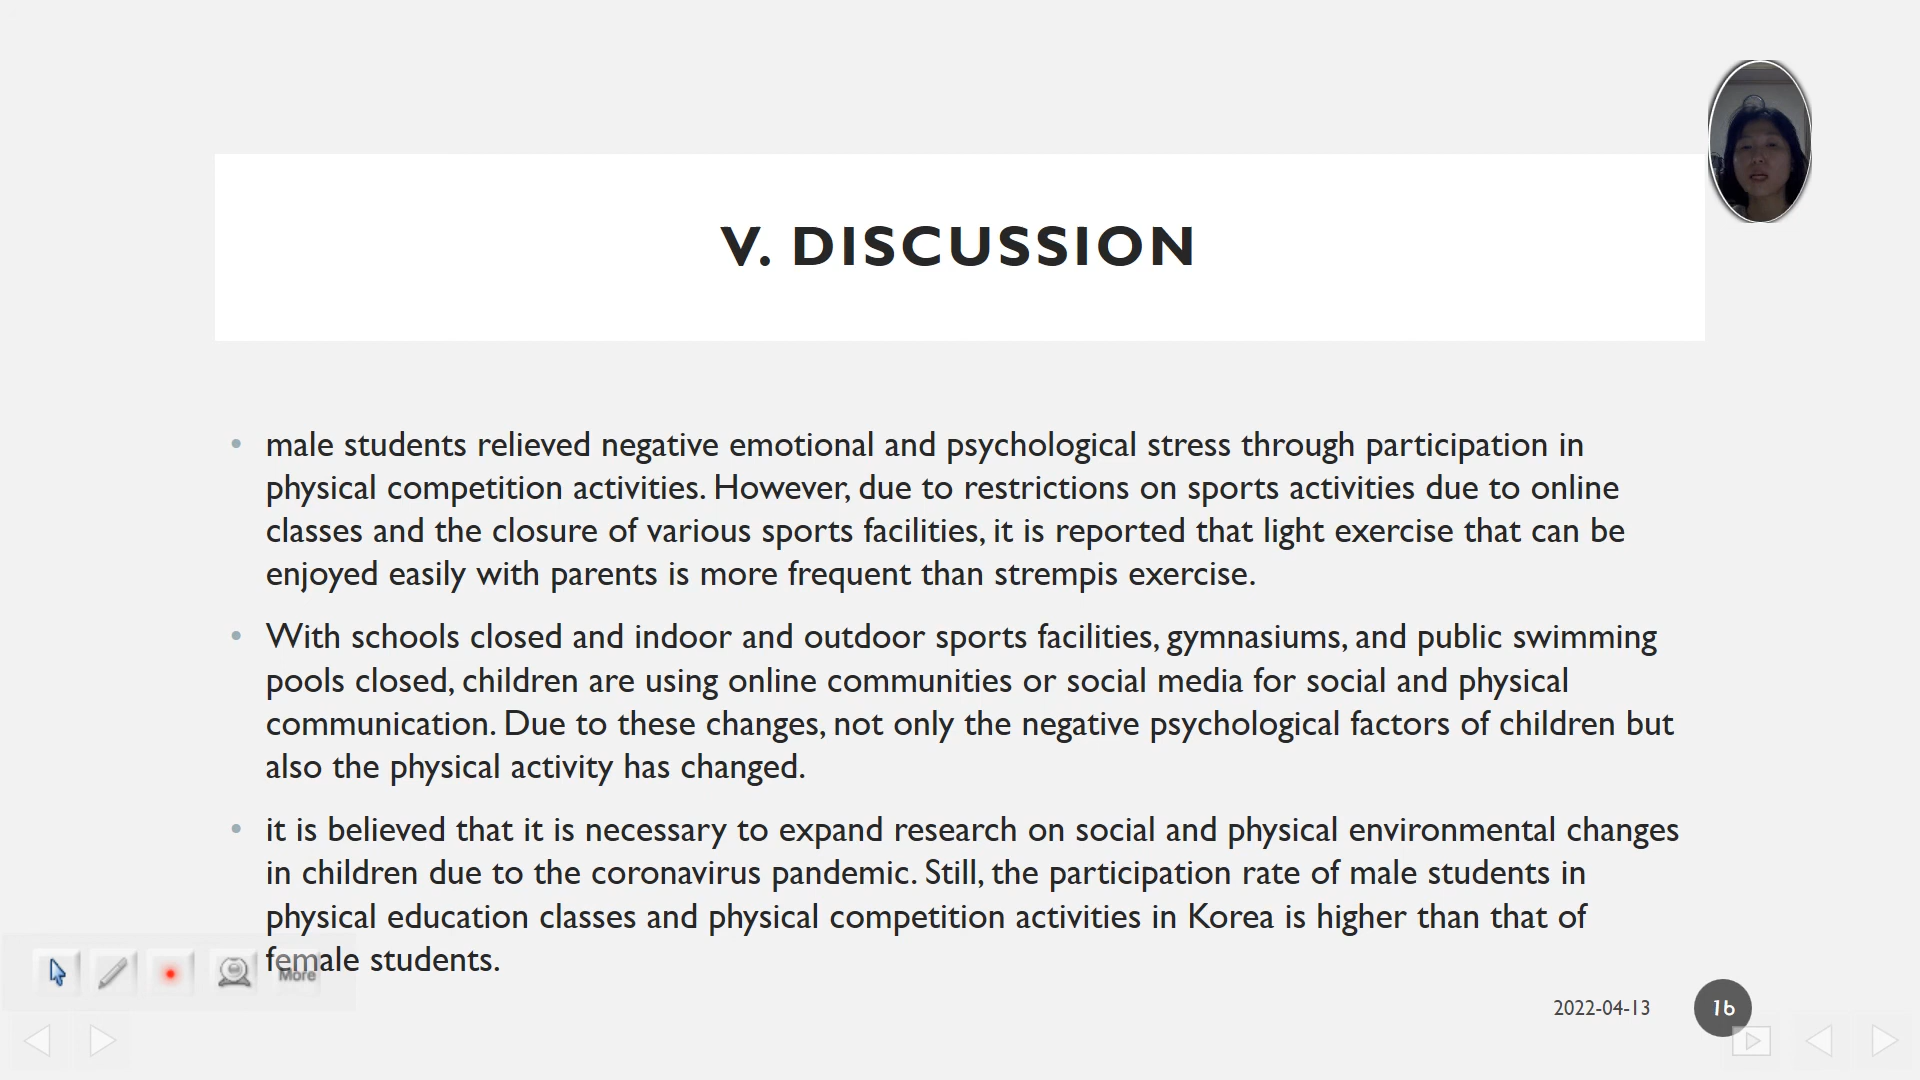 V. DISCUSSION
• male students relieved negative emotional and psychological stress through participation in
physical competition activities. However, due to restrictions on sports activities due to online
classes and the closure of various sports facilities, it is reported that light exercise that can be
enjoyed easily with parents is more frequent than strempis exercise.
• With schools closed and indoor and outdoor sports facilities, gymnasiums, and public swimming
pools closed, children are using online communities or social media for social and physical
communication. Due to these changes, not only the negative psychological factors of children but
also the physical activity has changed.
• it is believed that it is necessary to expand research on social and physical environmental changes
in children due to the coronavirus pandemic. Still, the participation rate of male students in
physical education classes and physical competition activities in Korea is higher than that of
female students.
More
2022-04-13
16